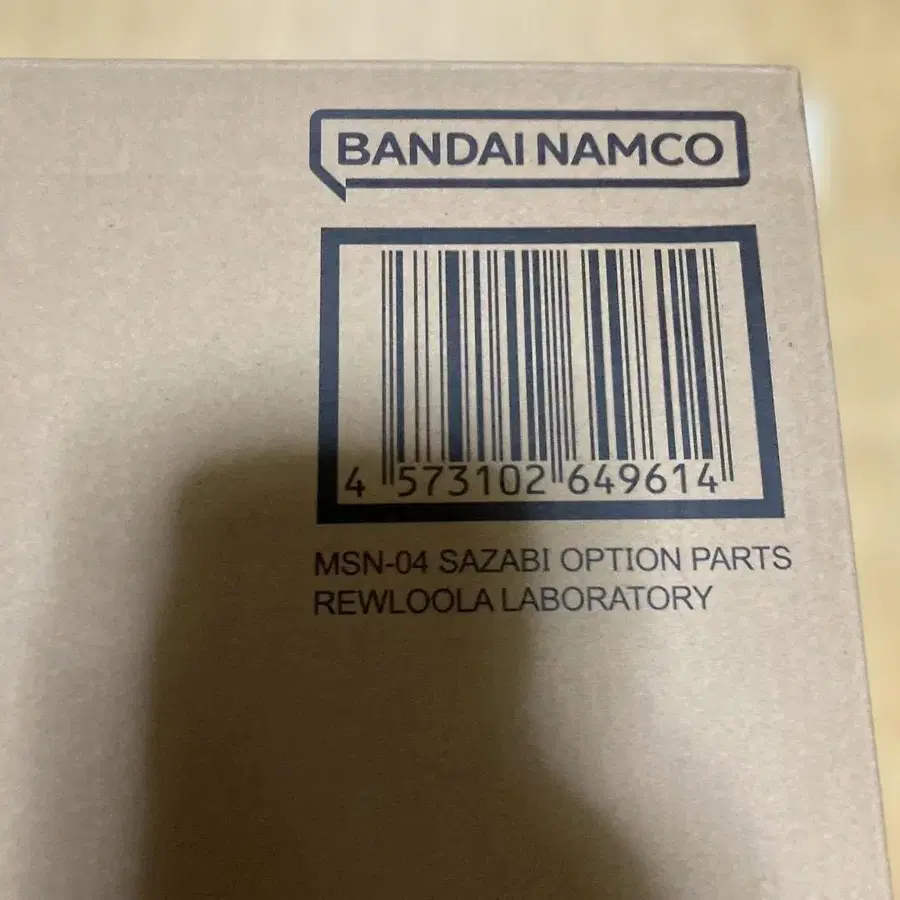 BANDAI NAMCO
4 573102 649614
MSN-04 SAZABI OPTION PARTS
REWLOOLA LABORATORY